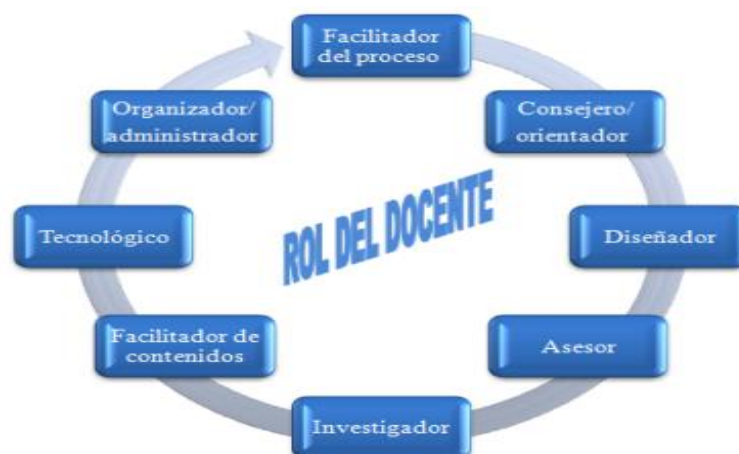 Facilitador
del proceso
Consejero/
orientador
Diseñador
Asesor
Investigador
Facilitador de
contenidos
Tecnológico
Organizador/
administrador
ROL DEL DOCENTE